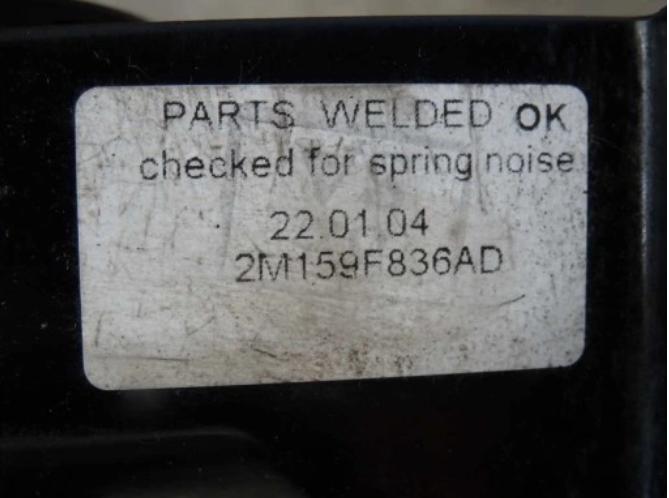 PARTS WELDED OK
checked for spring noise
22.01.04
2M159F836AD